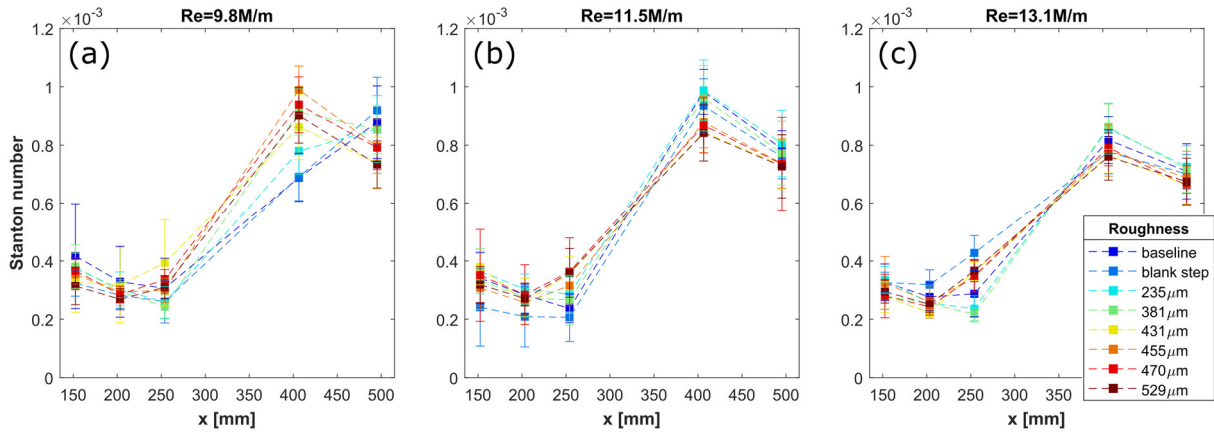 Re=9.8M/m
Re=11.5M/m
Re=13.1M/m
×10⁻³
×10⁻³
×10⁻³
(a)
(b)
(c)
Stanton number
1.2
1
0.8
0.6
0.4
0.2
0
150 200 250 300 350 400 450 500
x [mm]
1.2
1
0.8
0.6
0.4
0.2
0
150 200 250 300 350 400 450 500
x [mm]
1.2
1
0.8
0.6
0.4
0.2
0
150 200 250 300 350 400 450 500
x [mm]
Roughness
baseline
blank step
235μm
381μm
431μm
455μm
470μm
529μm